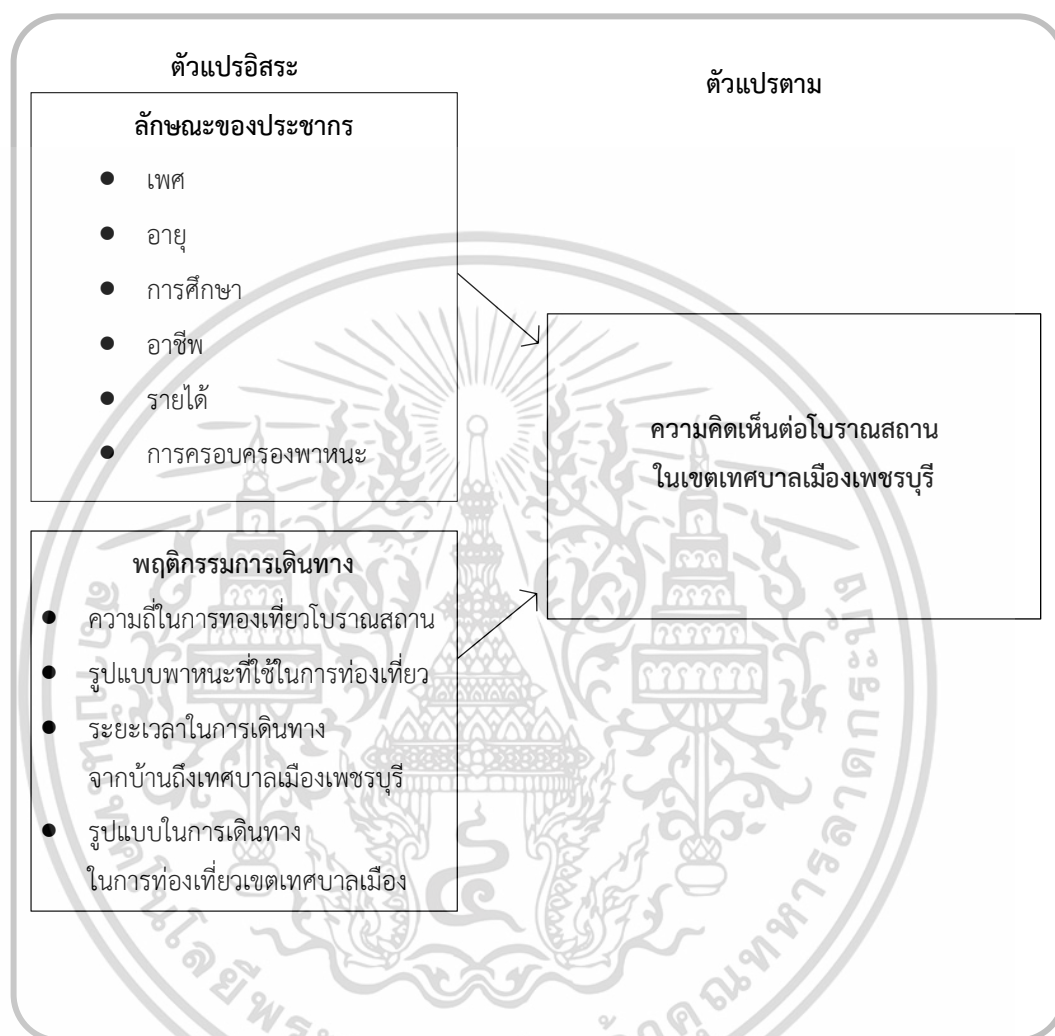 ตัวแปรอิสระ
ตัวแปรตาม
ลักษณะของประชากร
● เพศ
● อายุ
● การศึกษา
● อาชีพ
● รายได้
● การครอบครองพาหนะ
ความคิดเห็นต่อโบราณสถาน
ในเขตเทศบาลเมืองเพชรบุรี
พฤติกรรมการเดินทาง
● ความถี่ในการทองเที่ยวโบราณสถาน
● รูปแบบพาหนะที่ใช้ในการท่องเที่ยว
● ระยะเวลาในการเดินทาง
จากบ้านถึงเทศบาลเมืองเพชรบุรี
● รูปแบบในการเดินทาง
ในการท่องเที่ยวเขตเทศบาลเมือง